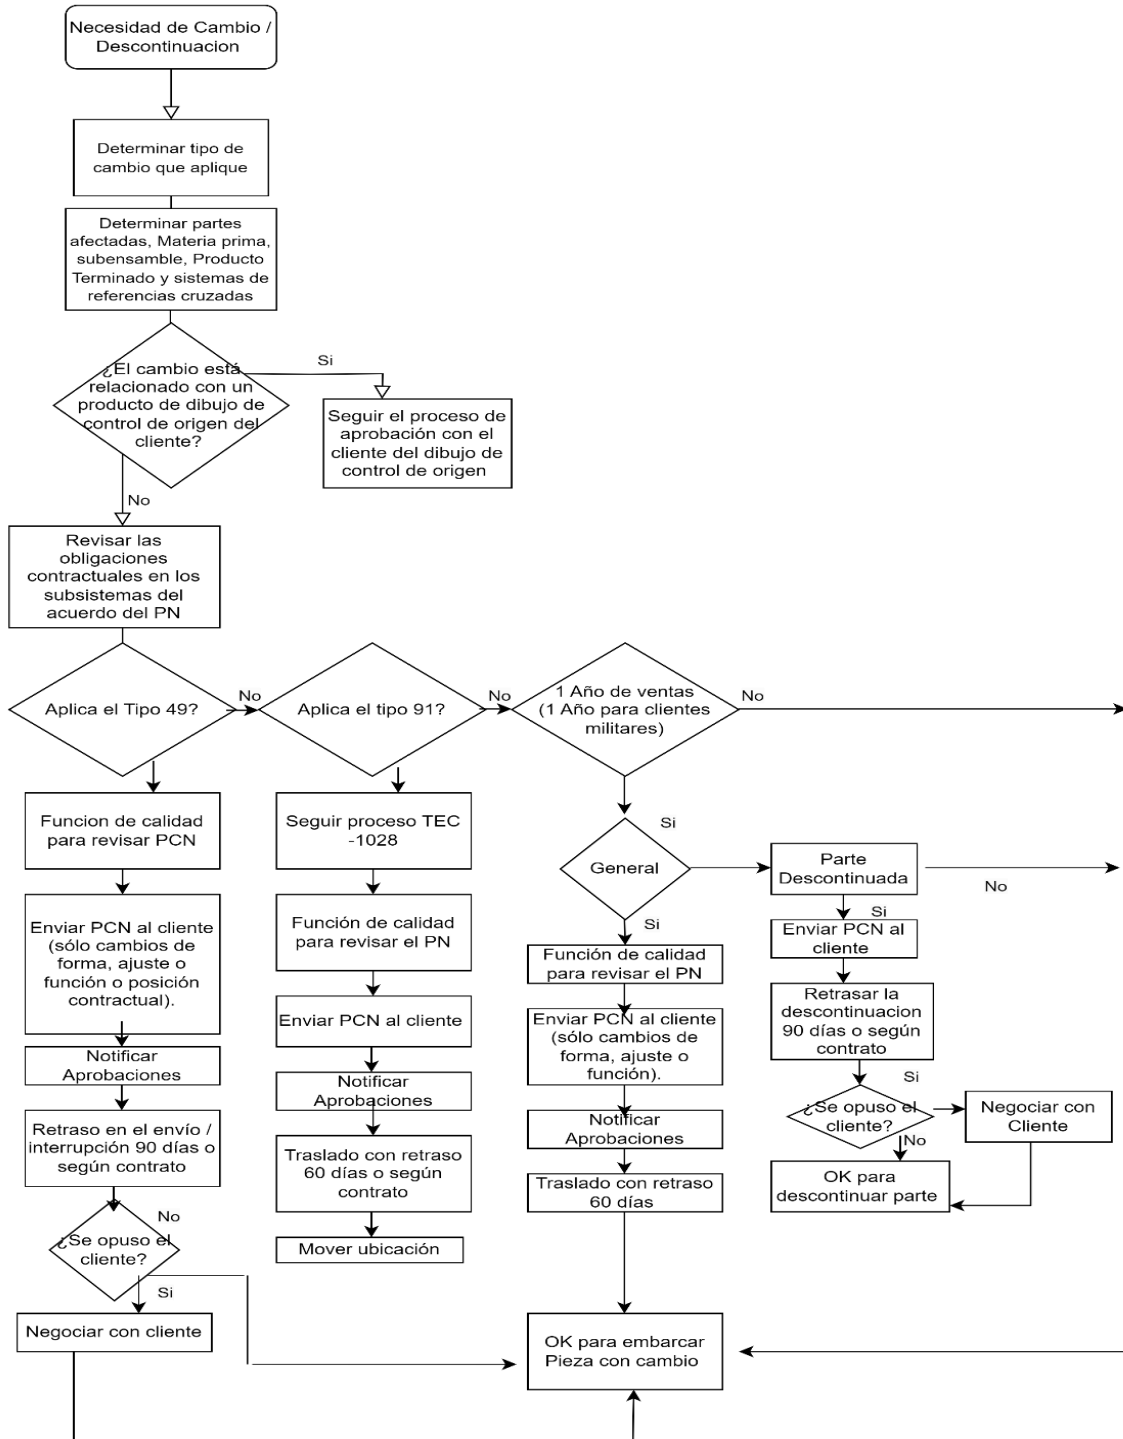 Necesidad de Cambio /
Descontinuacion
Determinar tipo de
cambio que aplique
Determinar partes
afectadas, Materia prima,
subensamble, Producto
Terminado y sistemas de
referencias cruzadas
¿El cambio está
relacionado con un
producto de dibujo de
control de origen del
cliente?
Si
Seguir el proceso de
aprobación con el
cliente del dibujo de
control de origen
No
Revisar las
obligaciones
contractuales en los
subsistemas del
acuerdo del PN
Aplica el Tipo 49?
No
Aplica el tipo 91?
No
1 Año de ventas
(1 Año para clientes
militares)
No
Funcion de calidad
para revisar PCN
Enviar PCN al cliente
(sólo cambios de
forma, ajuste o
función o posición
contractual).
Notificar
Aprobaciones
Retraso en el envío /
interrupción 90 días o
según contrato
No
¿Se opuso el
cliente?
Si
Negociar con cliente
Seguir proceso TEC
-1028
Función de calidad
para revisar el PN
Enviar PCN al cliente
Notificar
Aprobaciones
Traslado con retraso
60 días o según
contrato
Mover ubicación
Si
General
Si
Función de calidad
para revisar el PN
Enviar PCN al cliente
(sólo cambios de
forma, ajuste o
función).
Notificar
Aprobaciones
Traslado con retraso
60 días
OK para embarcar
Pieza con cambio
Parte
Descontinuada
No
Si
Enviar PCN al
cliente
Retrasar la
descontinuacion
90 días o según
contrato
Si
¿Se opuso el
cliente?
Negociar con
Cliente
No
OK para
descontinuar parte